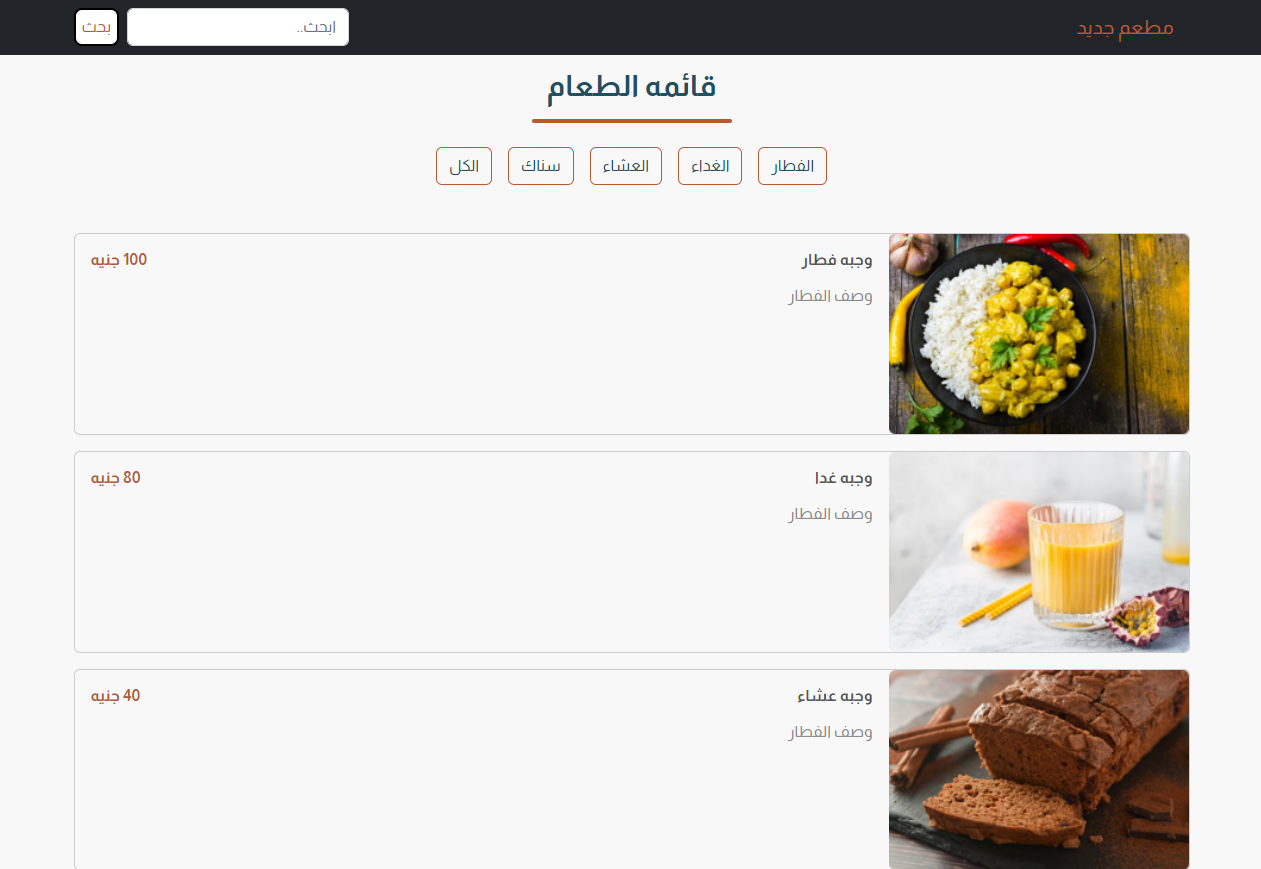 مطعم جديد
ابحث..
بحث
قائمه الطعام
الفطار
الغداء
العشاء
سناك
الكل
وجبه فطار
100 جنيه
وصف الفطار
وجبه غدا
80 جنيه
وصف الفطار
وجبه عشاء
40 جنيه
وصف الفطار